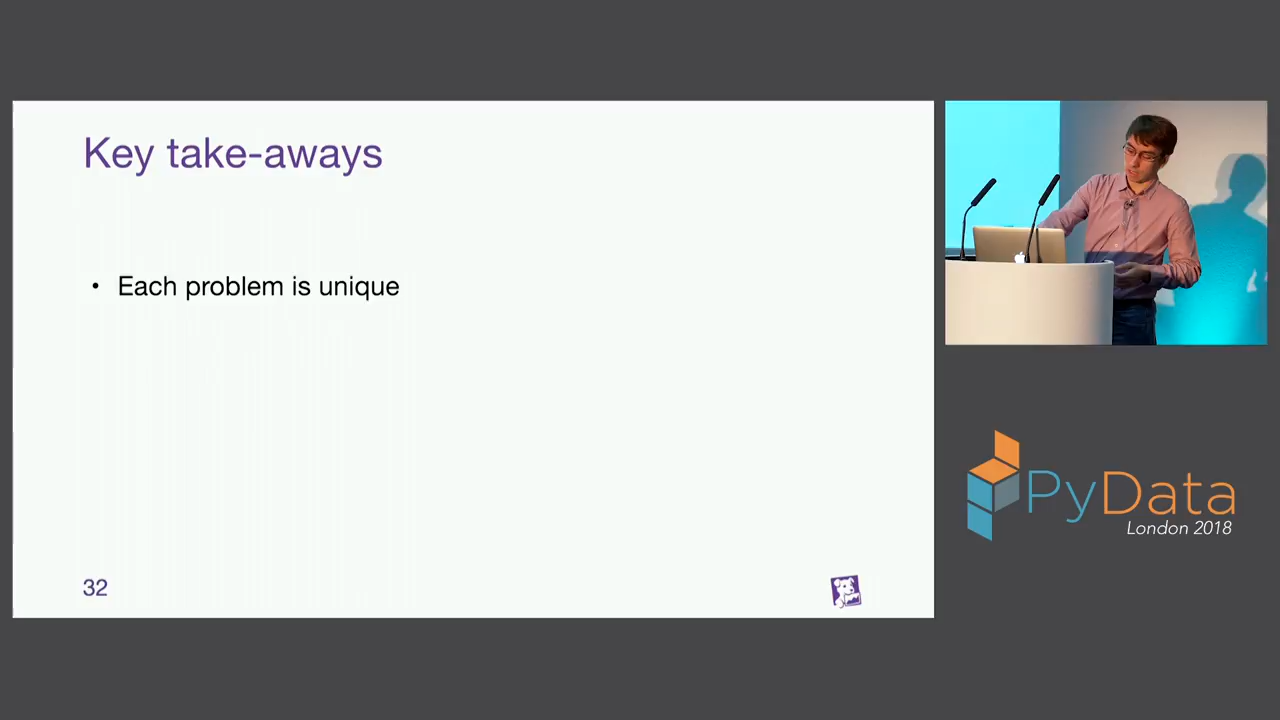 Key take-aways
• Each problem is unique
32
PyData
London 2018